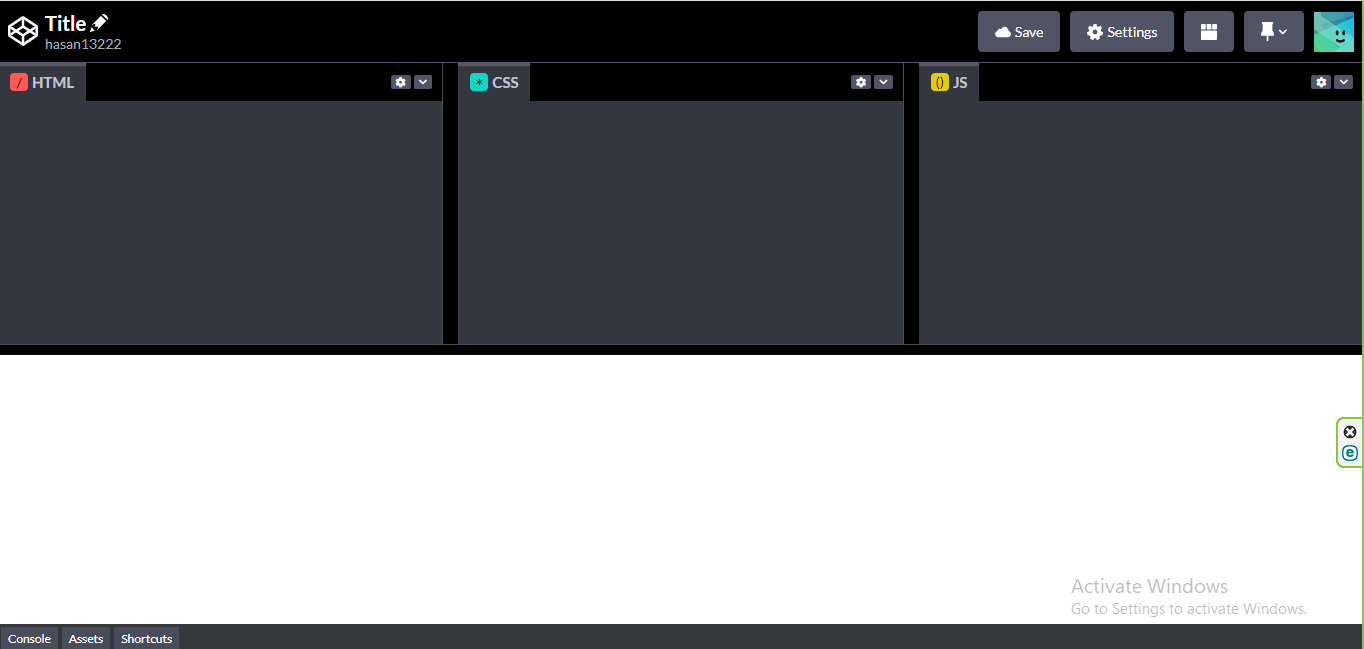 Title
hasan13222
Save
Settings
/ HTML
* CSS
() JS
e
Activate Windows
Go to Settings to activate Windows.
Console Assets Shortcuts